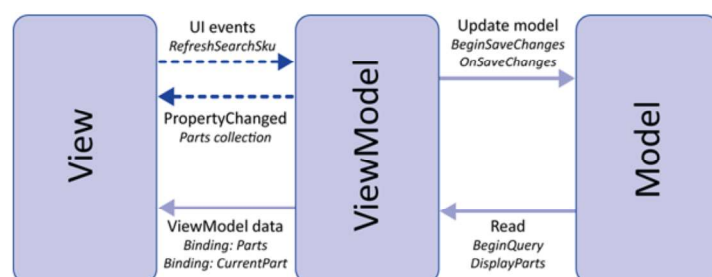 View
UI events
RefreshSearchSku
PropertyChanged
Parts collection
ViewModel data
Binding: Parts
Binding: CurrentPart
ViewModel
Update model
BeginSaveChanges
OnSaveChanges
Read
BeginQuery
DisplayParts
Model